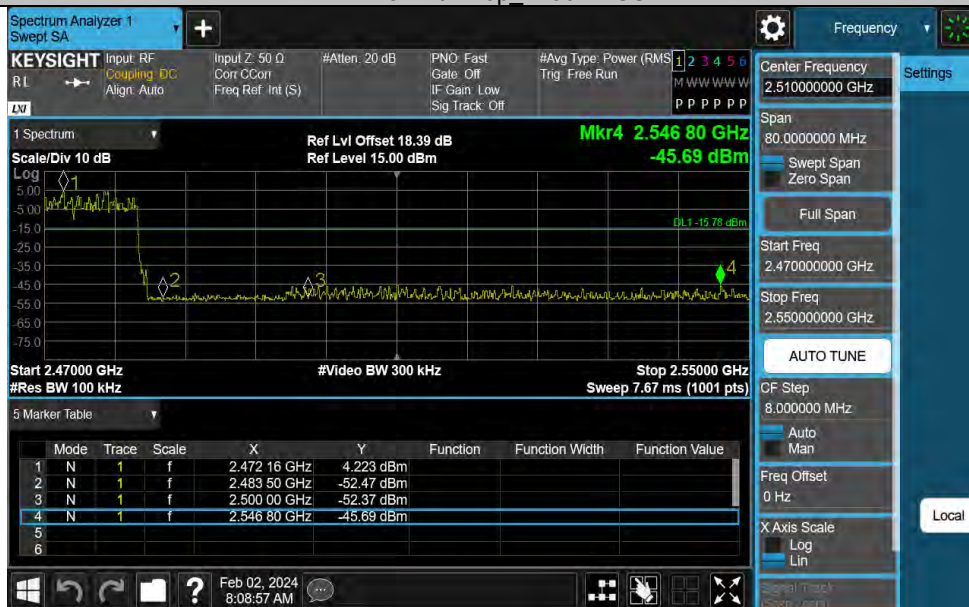 Spectrum Analyzer 1
Swept SA
+
Frequency
KEYSIGHT
RL
LXI
Input: RF
Coupling: DC
Align: Auto
Input Z: 50 Ω
Corr CCorr
Freq Ref: Int (S)
#Atten: 20 dB
PNO: Fast
Gate: Off
IF Gain: Low
Sig Track: Off
#Avg Type: Power (RMS
Trig: Free Run
1 2 3 4 5 6
M W W W W W
P P P P P P
1 Spectrum
Scale/Div 10 dB
Ref Lvl Offset 18.39 dB
Ref Level 15.00 dBm
Mkr4 2.546 80 GHz
-45.69 dBm
Log
5.00
-5.00
-15.0
-25.0
-35.0
-45.0
-55.0
-65.0
-75.0
1
2
3
4
DL1 -15.78 dBm
Start 2.47000 GHz
#Res BW 100 kHz
#Video BW 300 kHz
Stop 2.55000 GHz
Sweep 7.67 ms (1001 pts)
5 Marker Table
Mode Trace Scale X Y Function Function Width Function Value
1 N 1 f 2.472 16 GHz 4.223 dBm
2 N 1 f 2.483 50 GHz -52.47 dBm
3 N 1 f 2.500 00 GHz -52.37 dBm
4 N 1 f 2.546 80 GHz -45.69 dBm
5
6
?
Feb 02, 2024
8:08:57 AM
Center Frequency
2.510000000 GHz
Settings
Span
80.0000000 MHz
Swept Span
Zero Span
Full Span
Start Freq
2.470000000 GHz
Stop Freq
2.550000000 GHz
AUTO TUNE
CF Step
8.000000 MHz
Auto
Man
Freq Offset
0 Hz
X Axis Scale
Log
Lin
Local
Signal Track